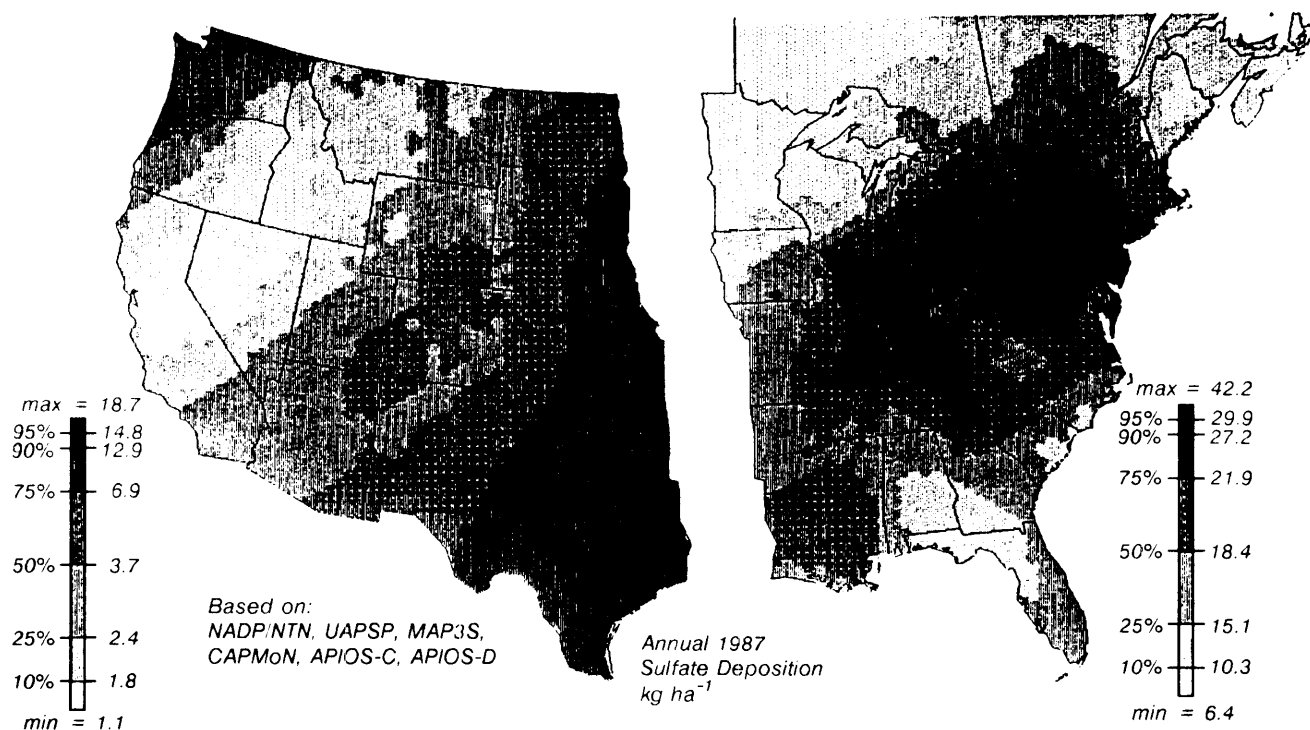 max = 18.7
95% 14.8
90% 12.9
75% 6.9
50% 3.7
25% 2.4
10% 1.8
min = 1.1
Based on:
NADP/NTN, UAPSP, MAP3S,
CAPMoN, APIOS-C, APIOS-D
Annual 1987
Sulfate Deposition
kg ha⁻¹
max = 42.2
95% 29.9
90% 27.2
75% 21.9
50% 18.4
25% 15.1
10% 10.3
min = 6.4